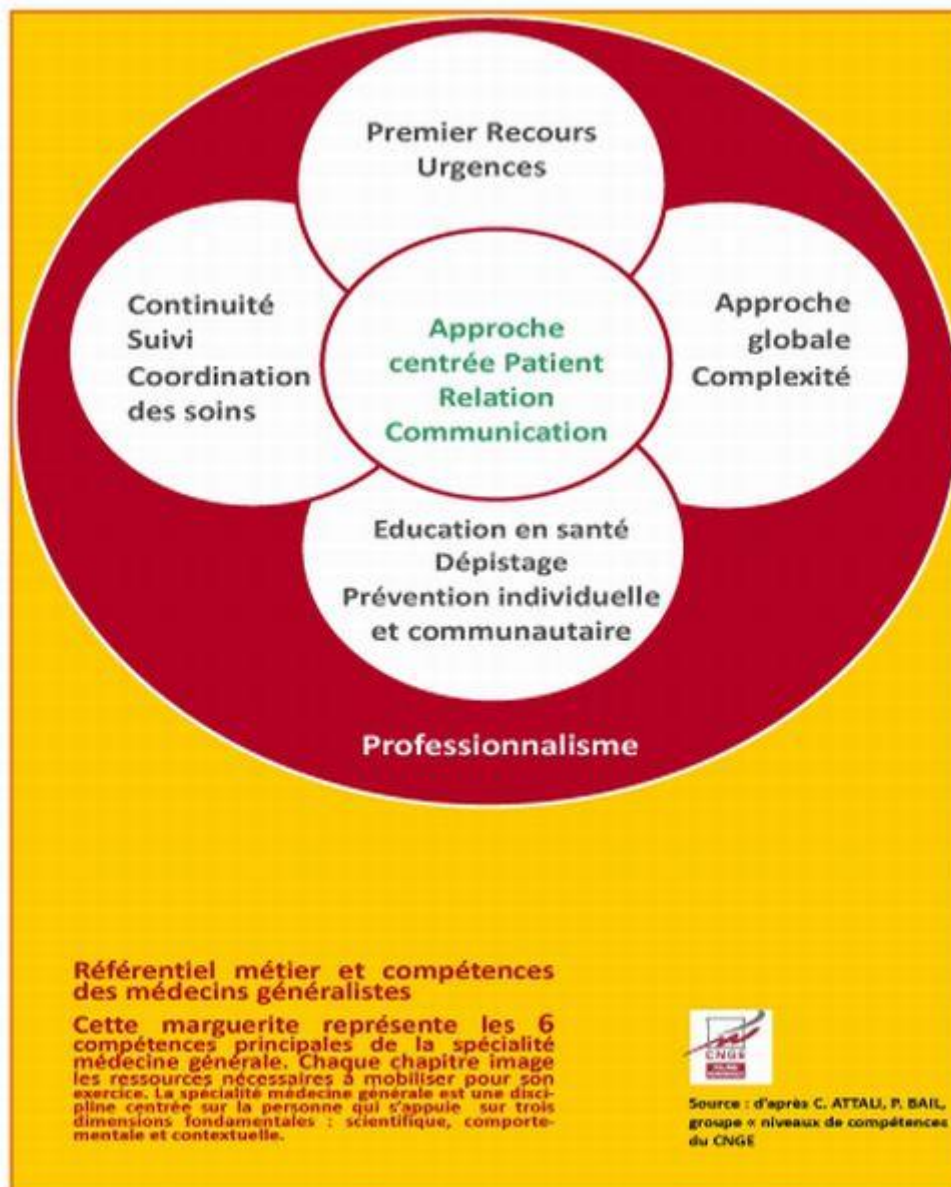 Premier Recours
Urgences
Continuité
Suivi
Coordination
des soins
Approche
centrée Patient
Relation
Communication
Approche
globale
Complexité
Education en santé
Dépistage
Prévention individuelle
et communautaire
Professionnalisme
Référentiel métier et compétences
des médecins généralistes
Cette marguerite représente les 6
compétences principales de la spécialité
médecine générale. Chaque chapitre image
les ressources nécessaires à mobiliser pour son
exercice. La spécialité médecine générale est une disci-
pline centrée sur la personne qui s'appuie sur trois
dimensions fondamentales : scientifique, comporte-
mentale et contextuelle.
CNGE
Source : d'après C. ATTALI, P. BAIL,
groupe « niveaux de compétences
du CNGE